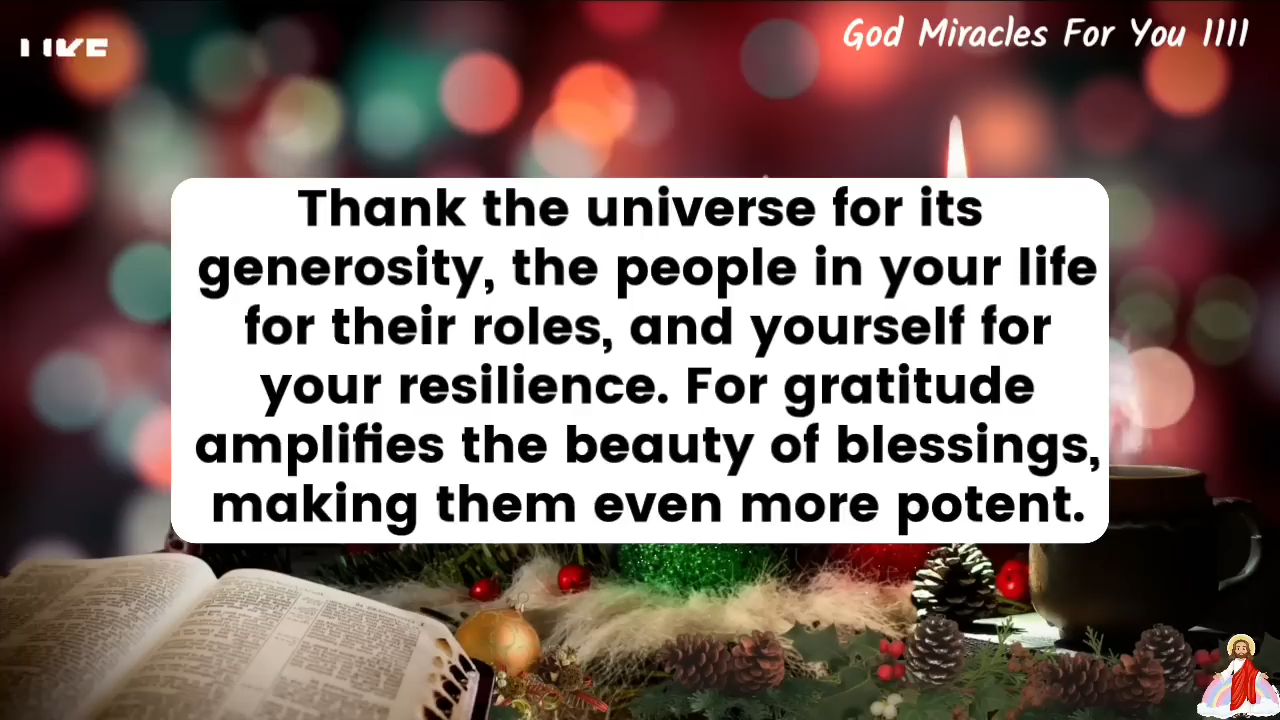 LIKE
God Miracles For You 1111
Thank the universe for its
generosity, the people in your life
for their roles, and yourself for
your resilience. For gratitude
amplifies the beauty of blessings,
making them even more potent.